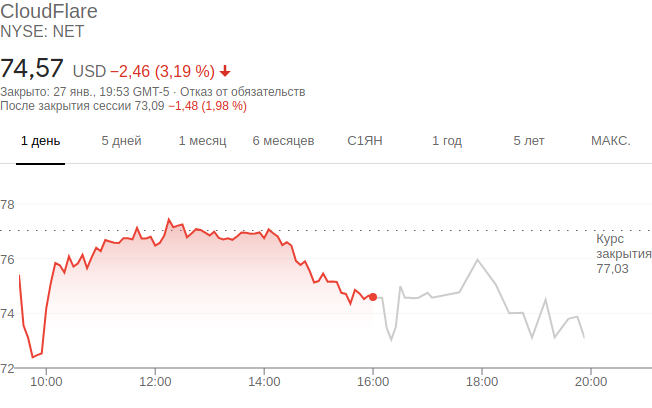 CloudFlare
NYSE: NET
74,57 USD −2,46 (3,19 %)
Закрыто: 27 янв., 19:53 GMT-5 · Отказ от обязательств
После закрытия сессии 73,09 −1,48 (1,98 %)
1 день 5 дней 1 месяц 6 месяцев С1ЯН 1 год 5 лет МАКС.
78
Курс
закрытия
77,03
76
74
72
10:00 12:00 14:00 16:00 18:00 20:00